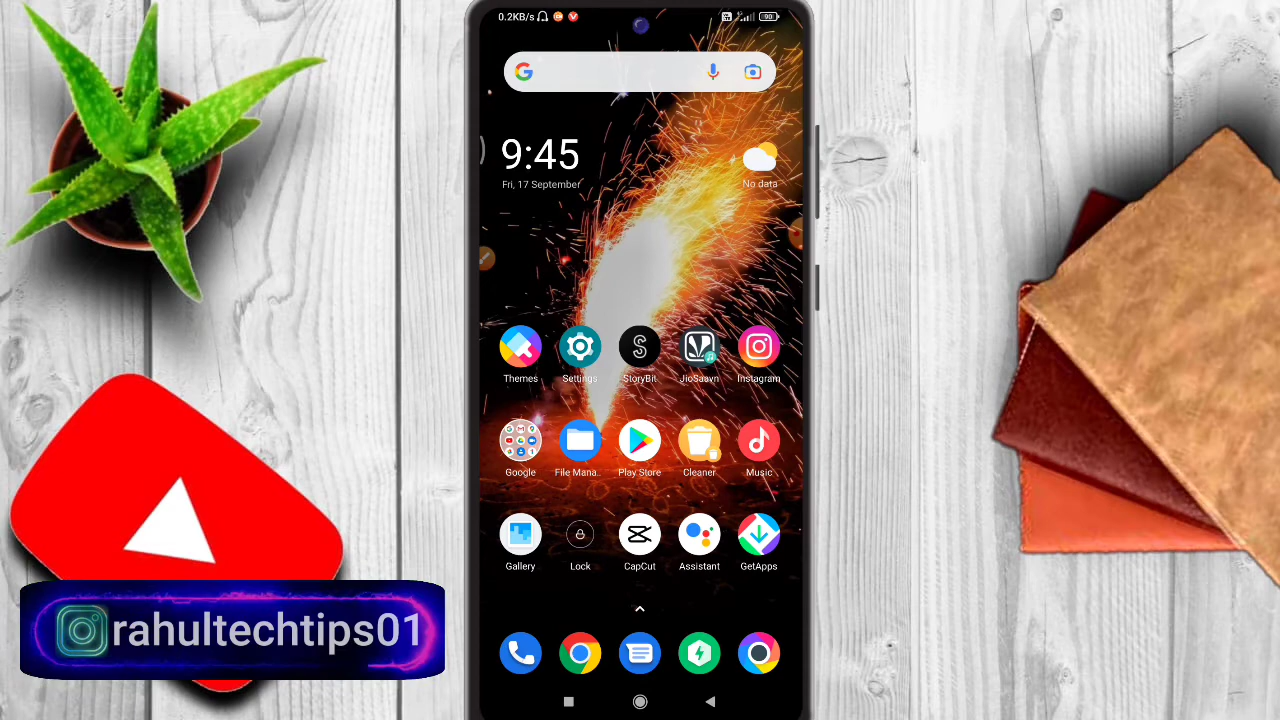 0.2KB/s
90
9:45
Fri, 17 September
No data
Themes
Settings
StoryBit
JioSaavn
Instagram
Google
File Mana..
Play Store
Cleaner
Music
Gallery
Lock
CapCut
Assistant
GetApps
rahultechtips01